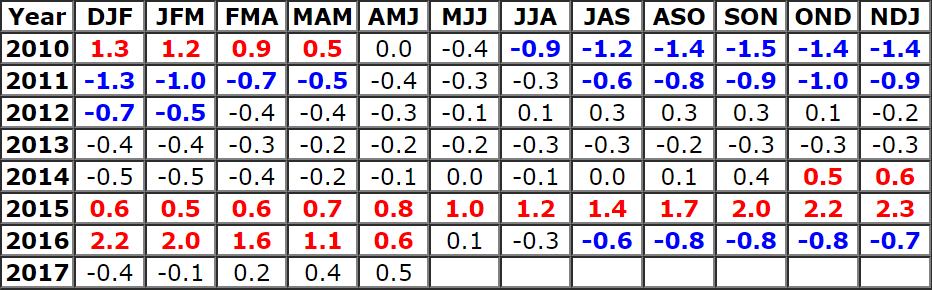 Year DJF JFM FMA MAM AMJ MJJ JJA JAS ASO SON OND NDJ
2010 1.3 1.2 0.9 0.5 0.0 -0.4 -0.9 -1.2 -1.4 -1.5 -1.4 -1.4
2011 -1.3 -1.0 -0.7 -0.5 -0.4 -0.3 -0.3 -0.6 -0.8 -0.9 -1.0 -0.9
2012 -0.7 -0.5 -0.4 -0.4 -0.3 -0.1 0.1 0.3 0.3 0.3 0.1 -0.2
2013 -0.4 -0.4 -0.3 -0.2 -0.2 -0.2 -0.3 -0.3 -0.2 -0.3 -0.3 -0.3
2014 -0.5 -0.5 -0.4 -0.2 -0.1 0.0 -0.1 0.0 0.1 0.4 0.5 0.6
2015 0.6 0.5 0.6 0.7 0.8 1.0 1.2 1.4 1.7 2.0 2.2 2.3
2016 2.2 2.0 1.6 1.1 0.6 0.1 -0.3 -0.6 -0.8 -0.8 -0.8 -0.7
2017 -0.4 -0.1 0.2 0.4 0.5